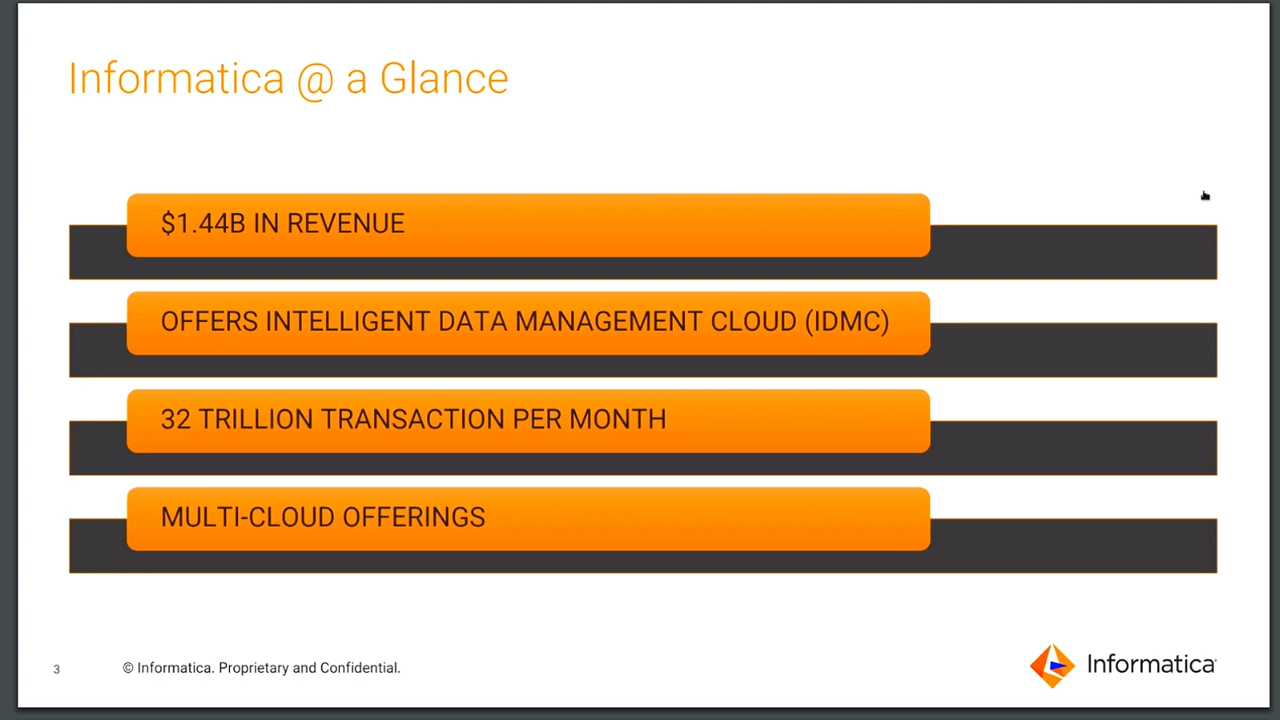 Informatica @ a Glance
$1.44B IN REVENUE
OFFERS INTELLIGENT DATA MANAGEMENT CLOUD (IDMC)
32 TRILLION TRANSACTION PER MONTH
MULTI-CLOUD OFFERINGS
3
© Informatica. Proprietary and Confidential.
Informatica